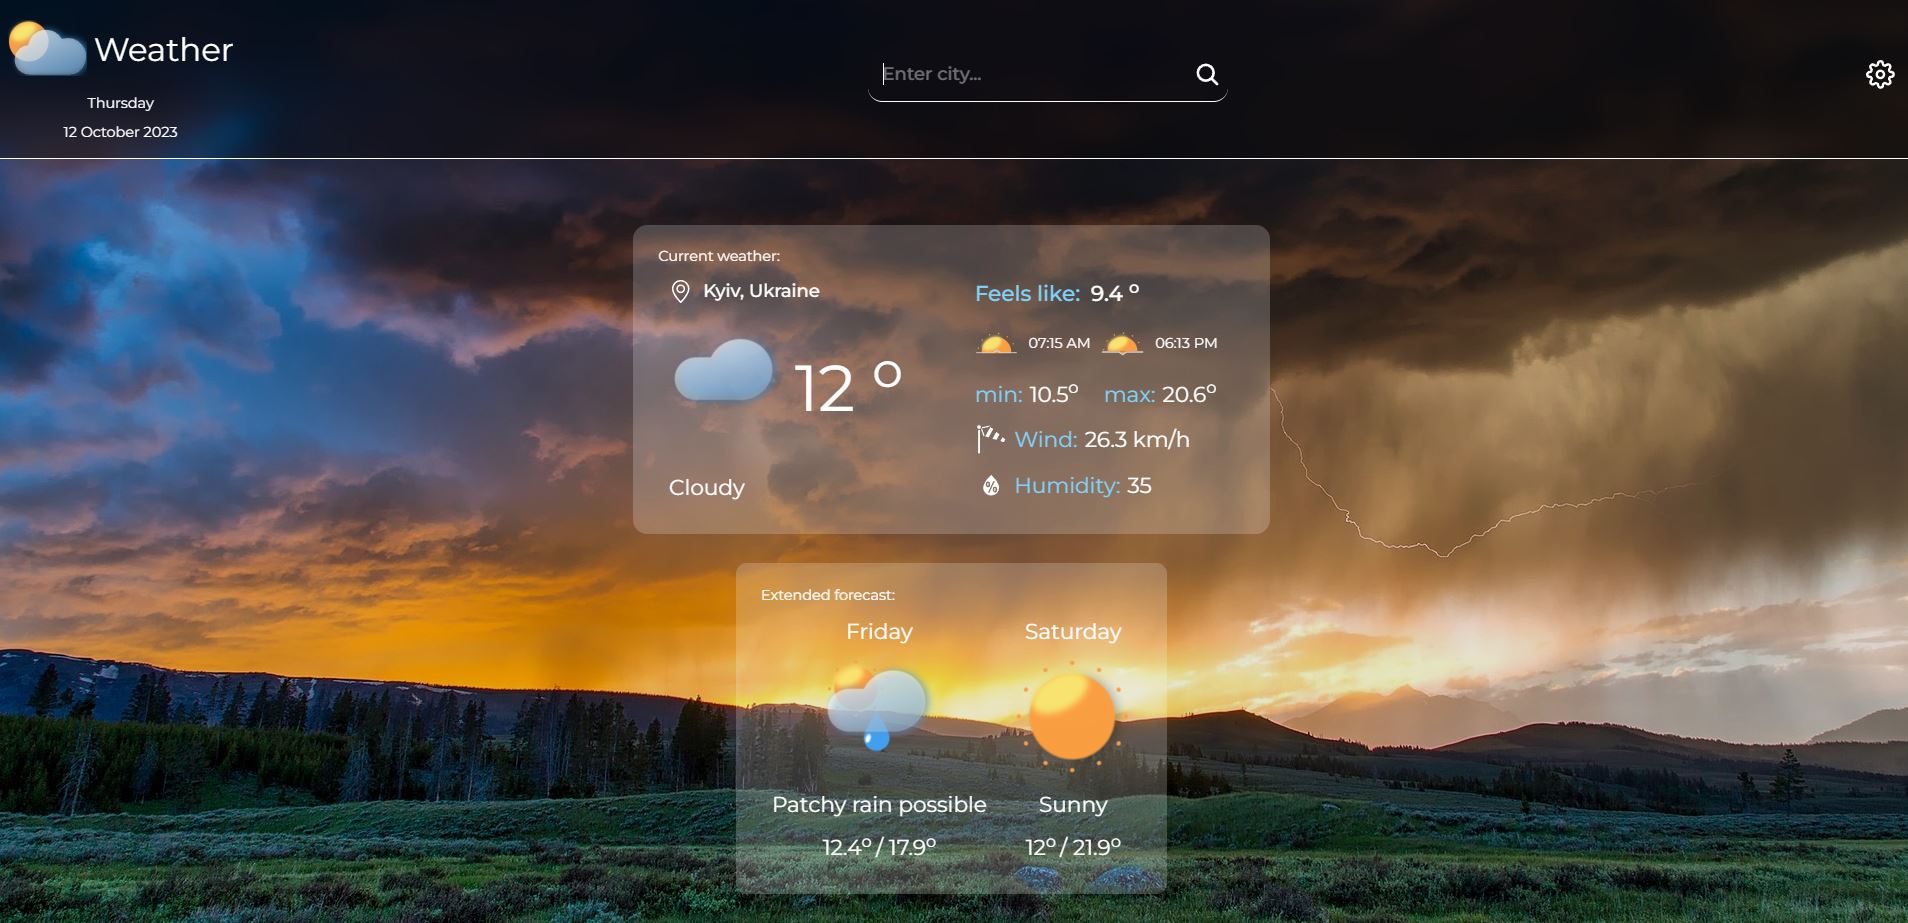 Weather
Thursday
12 October 2023
Enter city...
Current weather:
Kyiv, Ukraine
12 °
Cloudy
Feels like: 9.4 °
07:15 AM 06:13 PM
min: 10.5° max: 20.6°
Wind: 26.3 km/h
% Humidity: 35
Extended forecast:
Friday
Patchy rain possible
12.4° / 17.9°
Saturday
Sunny
12° / 21.9°